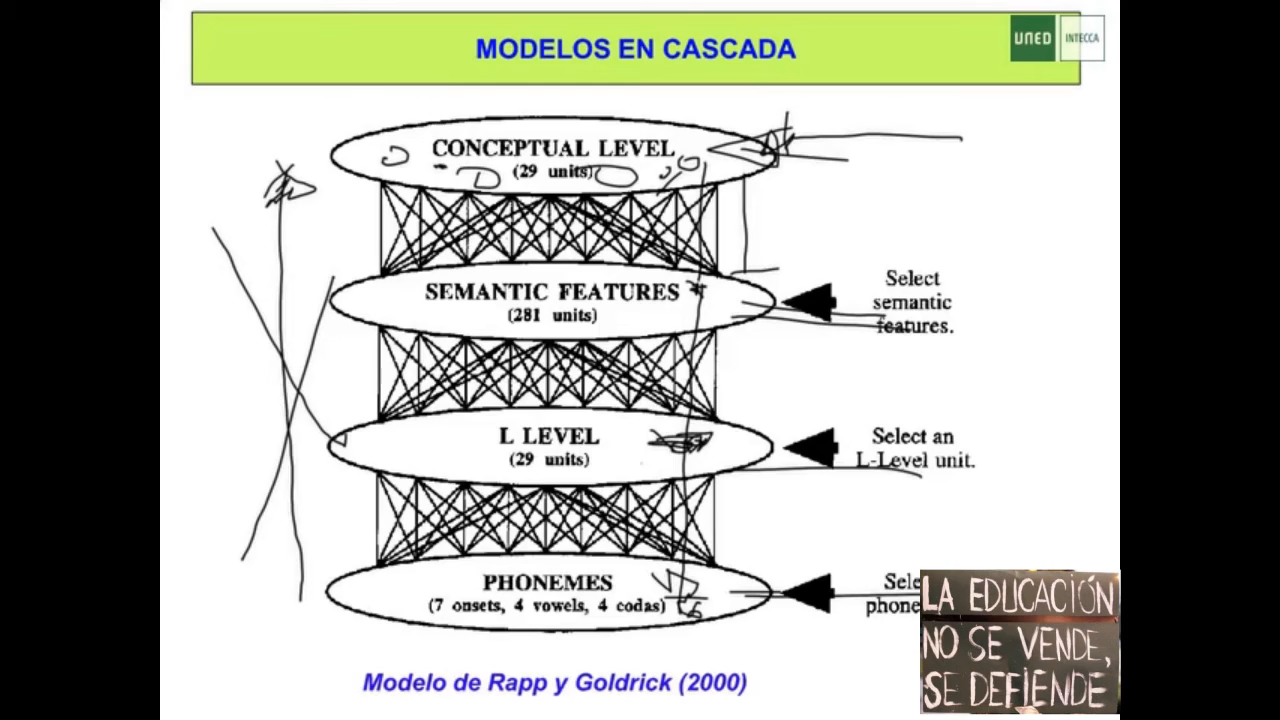 MODELOS EN CASCADA
UNED
INTECCA
CONCEPTUAL LEVEL
(29 units)
SEMANTIC FEATURES
(281 units)
Select
semantic
features.
L LEVEL
(29 units)
Select an
L-Level unit.
PHONEMES
(7 onsets, 4 vowels, 4 codas)
Sele
phone
LA EDUCACIÓN
NO SE VENDE,
SE DEFIENDE
Modelo de Rapp y Goldrick (2000)